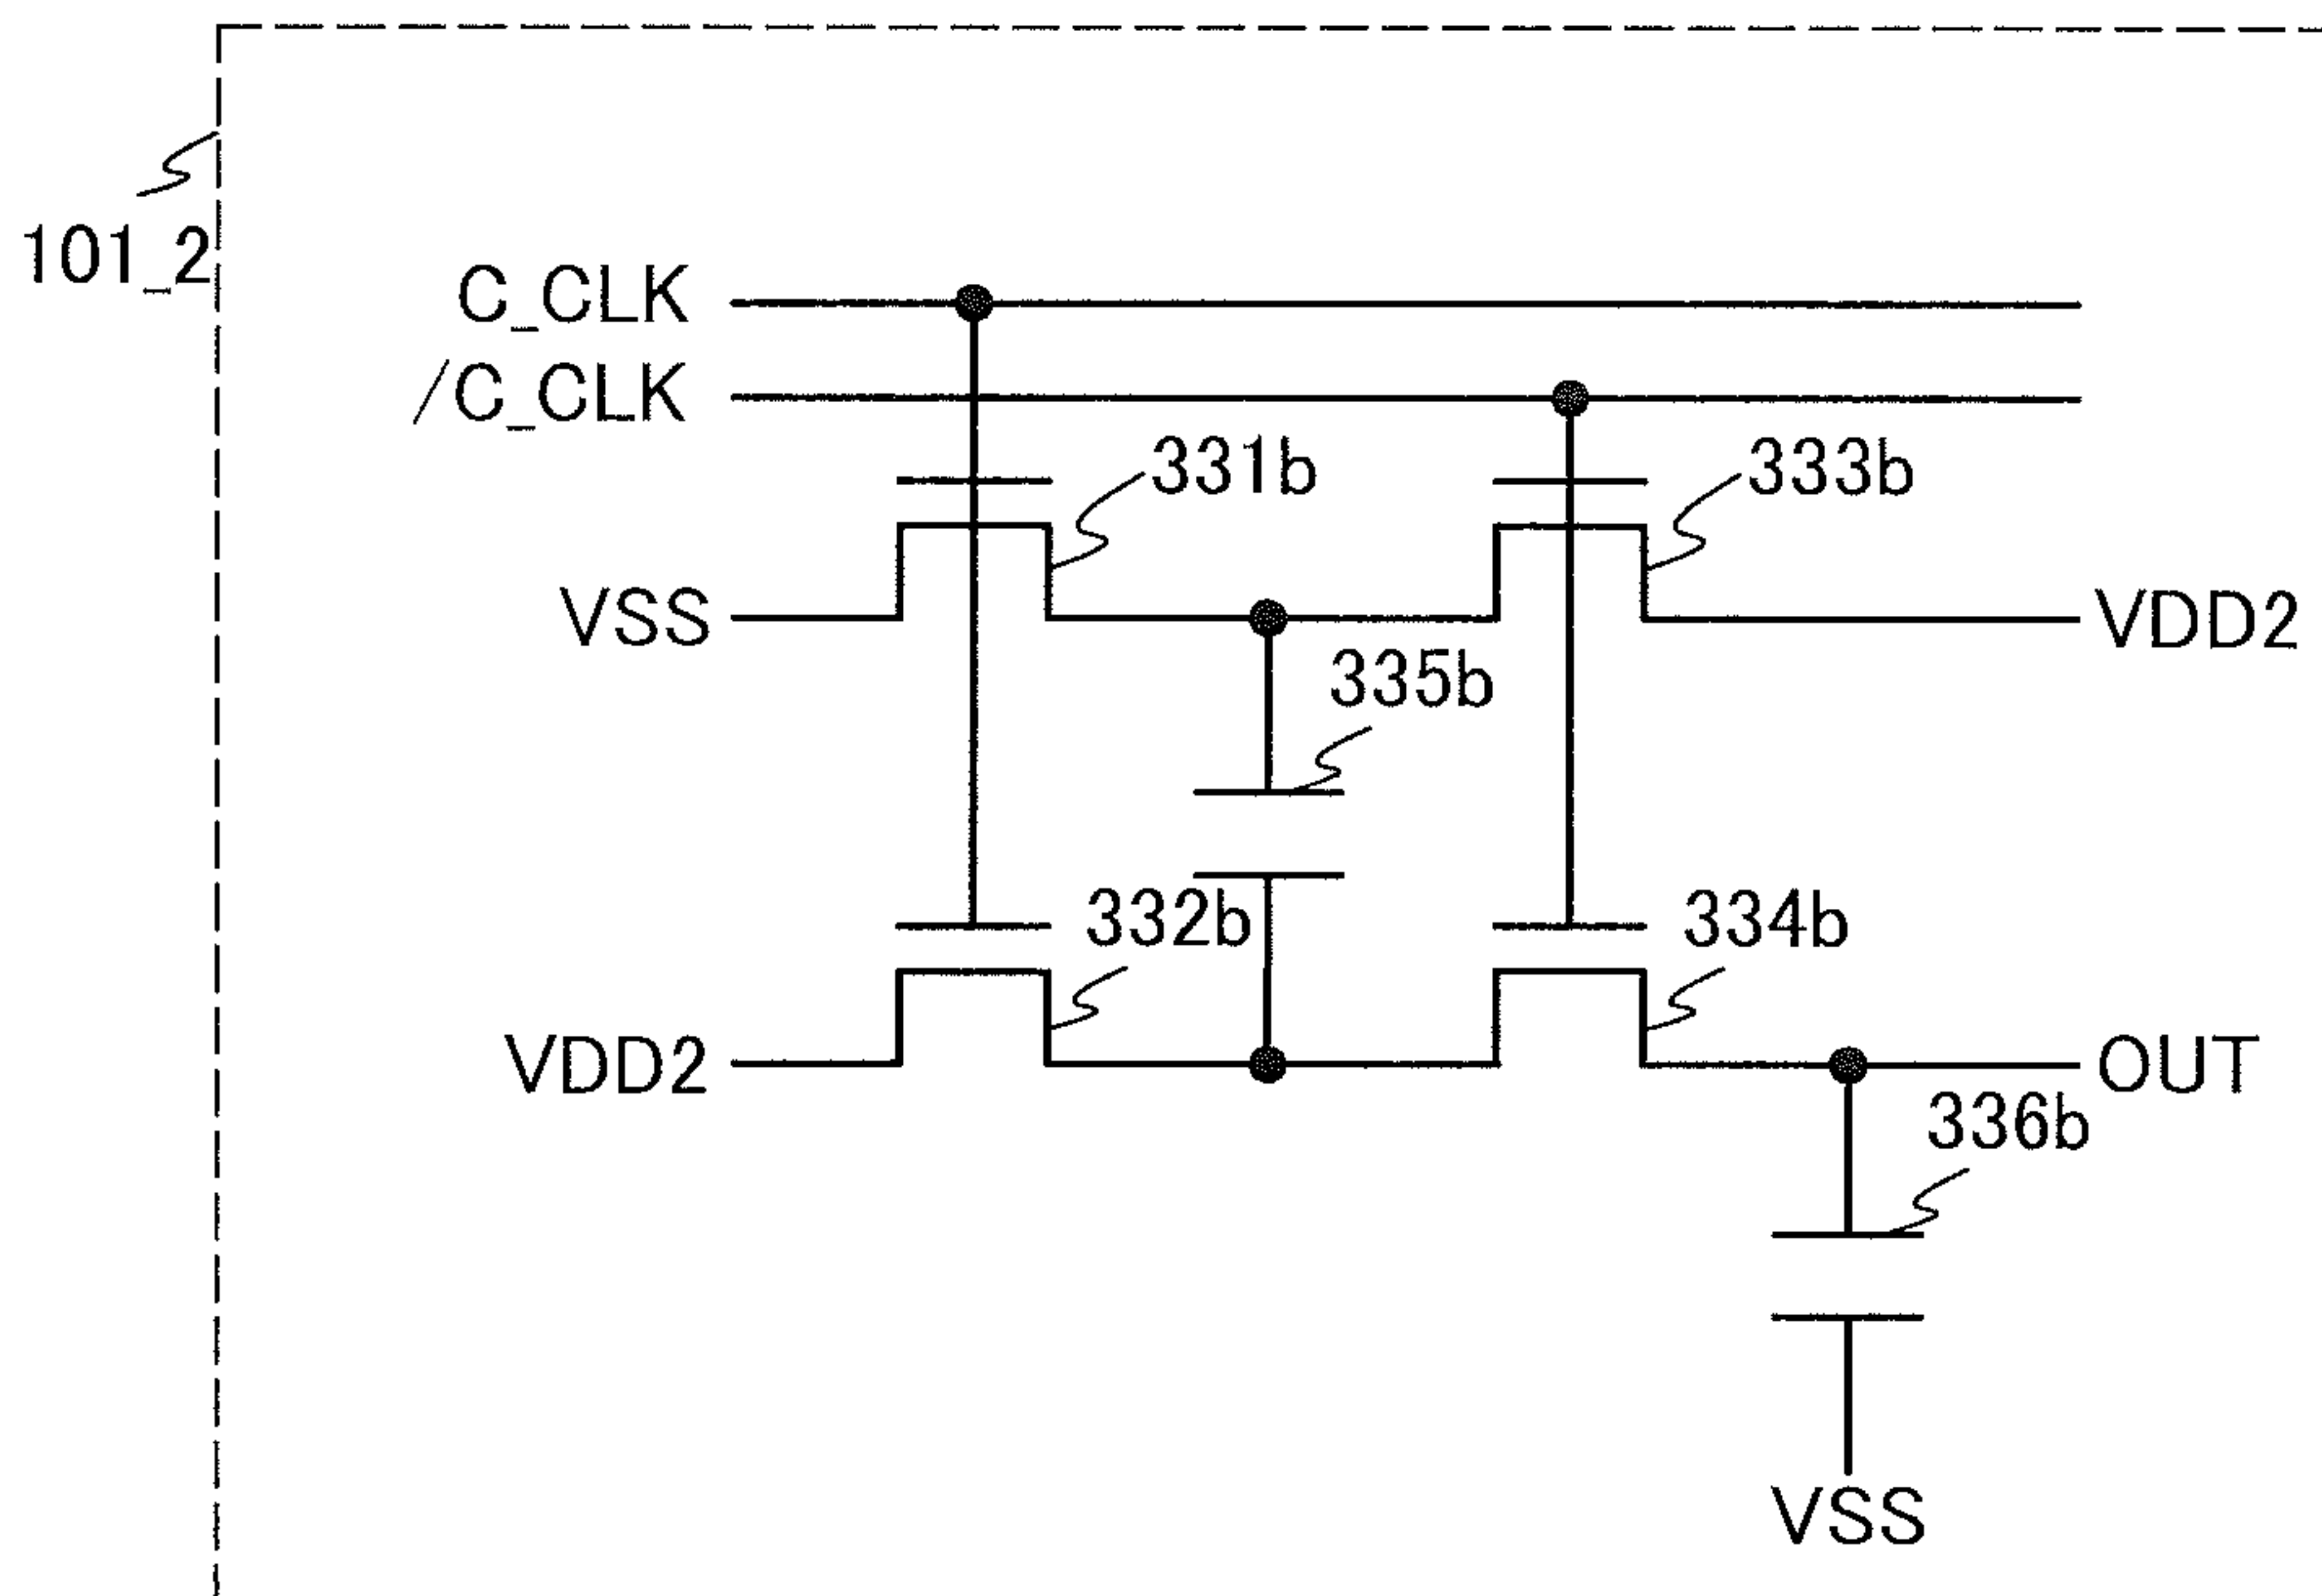 101_2
C_CLK
/C_CLK
331b
333b
VSS
VDD2
335b
332b
334b
VDD2
OUT
336b
VSS